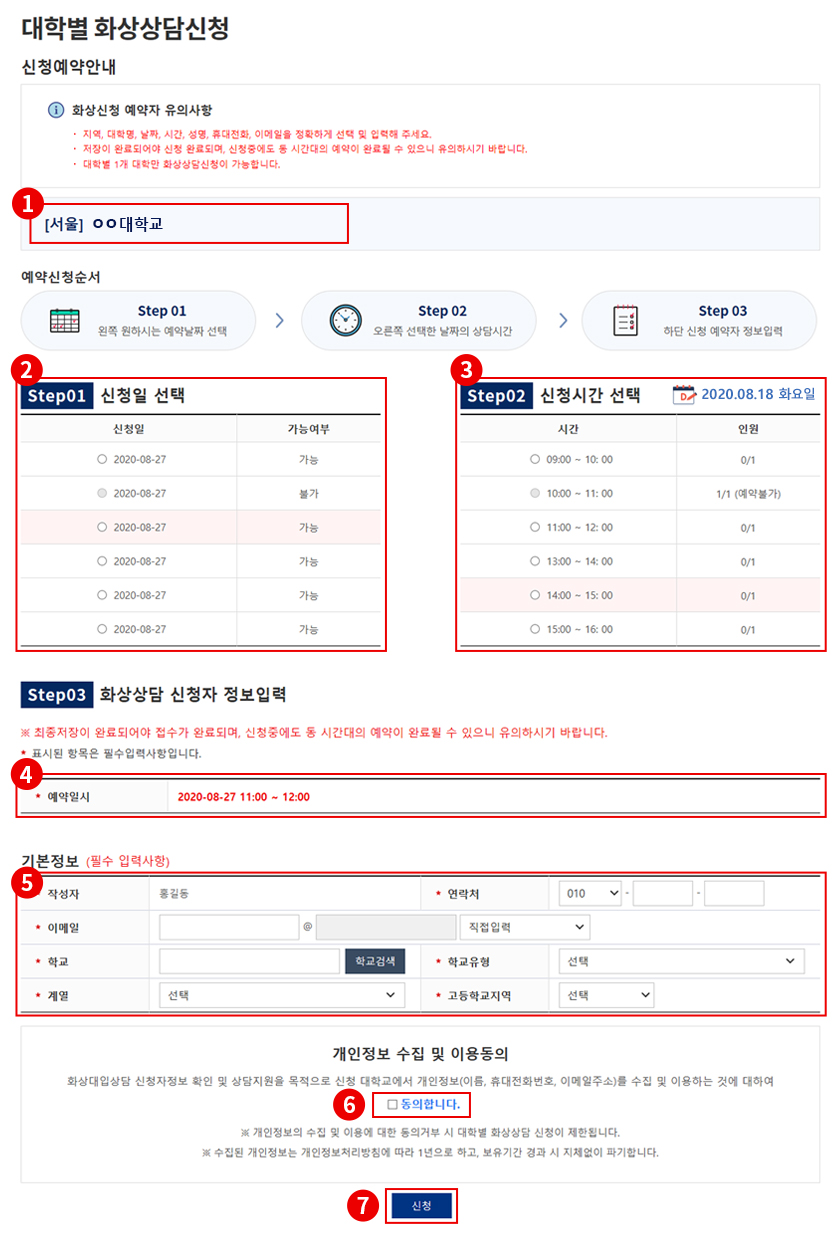 대학별 화상상담신청
신청예약안내
화상신청 예약자 유의사항
· 지역, 대학명, 날짜, 시간, 성명, 휴대전화, 이메일을 정확하게 선택 및 입력해 주세요.
· 저장이 완료되어야 신청 완료되며, 신청중에도 동 시간대의 예약이 완료될 수 있으니 유의하시기 바랍니다.
· 대학별 1개 대학만 화상상담신청이 가능합니다.
1
[서울] ㅇㅇ대학교
예약신청순서
Step 01
왼쪽 원하시는 예약날짜 선택
Step 02
오른쪽 선택한 날짜의 상담시간
Step 03
하단 신청 예약자 정보입력
2
Step01 신청일 선택
신청일 가능여부
2020-08-27 가능
2020-08-27 불가
2020-08-27 가능
2020-08-27 가능
2020-08-27 가능
2020-08-27 가능
3
Step02 신청시간 선택 D 2020.08.18 화요일
시간 인원
09:00 ~ 10: 00 0/1
10:00 ~ 11: 00 1/1 (예약불가)
11:00 ~ 12: 00 0/1
13:00 ~ 14: 00 0/1
14:00 ~ 15: 00 0/1
15:00 ~ 16: 00 0/1
Step03 화상상담 신청자 정보입력
※ 최종저장이 완료되어야 접수가 완료되며, 신청중에도 동 시간대의 예약이 완료될 수 있으니 유의하시기 바랍니다.
* 표시된 항목은 필수입력사항입니다.
4
* 예약일시 2020-08-27 11:00 ~ 12:00
기본정보 (필수 입력사항)
5
작성자 홍길동 * 연락처 010 - -
* 이메일 @ 직접입력
* 학교 학교검색 * 학교유형 선택
* 계열 선택 * 고등학교지역 선택
개인정보 수집 및 이용동의
화상대입상담 신청자정보 확인 및 상담지원을 목적으로 신청 대학교에서 개인정보(이름, 휴대전화번호, 이메일주소)를 수집 및 이용하는 것에 대하여
6 동의합니다.
※ 개인정보의 수집 및 이용에 대한 동의거부 시 대학별 화상상담 신청이 제한됩니다.
※ 수집된 개인정보는 개인정보처리방침에 따라 1년으로 하고, 보유기간 경과 시 지체없이 파기합니다.
7 신청